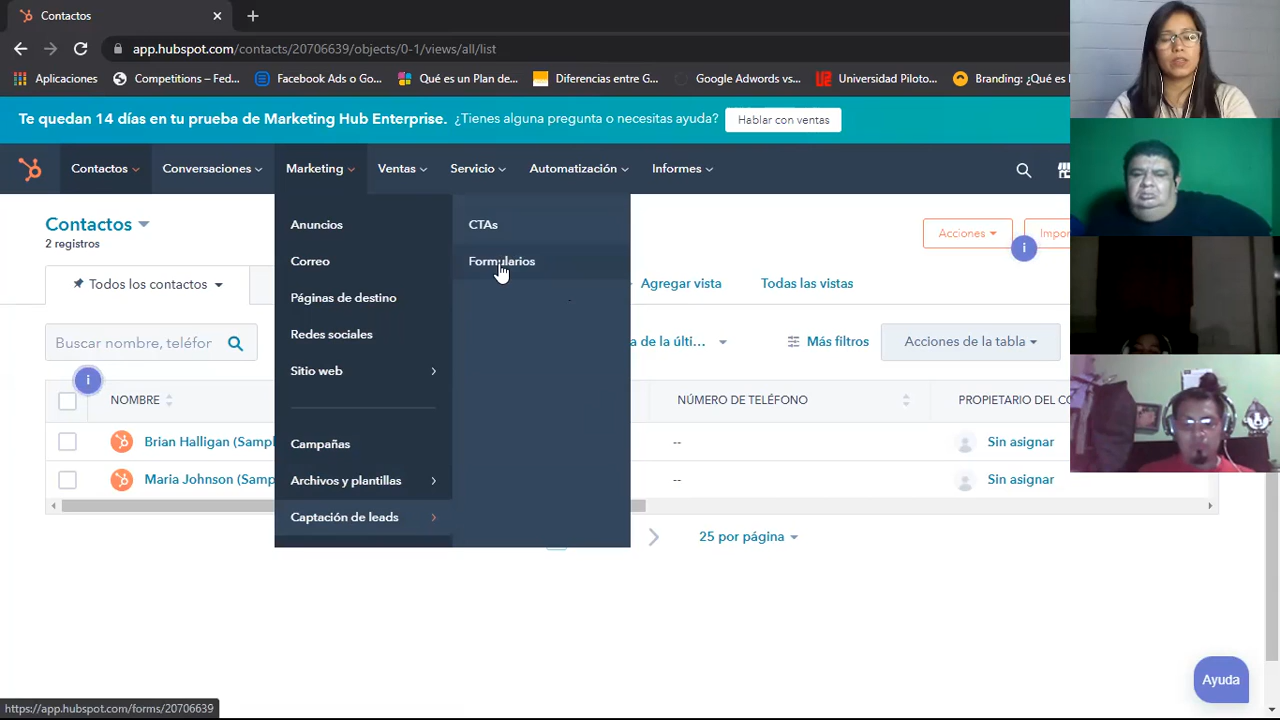 Contactos
app.hubspot.com/contacts/20706639/objects/0-1/views/all/list
Aplicaciones
Competitions – Fed...
Facebook Ads o Go...
Qué es un Plan de...
Diferencias entre G...
Google Adwords vs...
Universidad Piloto...
Branding: ¿Qué es
Te quedan 14 días en tu prueba de Marketing Hub Enterprise. ¿Tienes alguna pregunta o necesitas ayuda? Hablar con ventas
Contactos
Conversaciones
Marketing
Ventas
Servicio
Automatización
Informes
Contactos
2 registros
Acciones
Impor
Todos los contactos
Agregar vista
Todas las vistas
Anuncios
Correo
Páginas de destino
Redes sociales
Sitio web
Campañas
Archivos y plantillas
Captación de leads
CTAs
Formularios
Buscar nombre, teléfor
a de la últi...
Más filtros
Acciones de la tabla
NOMBRE
NÚMERO DE TELÉFONO
PROPIETARIO DEL CO
Brian Halligan (Sampl
--
Sin asignar
Maria Johnson (Samp
--
Sin asignar
25 por página
Ayuda
https://app.hubspot.com/forms/20706639